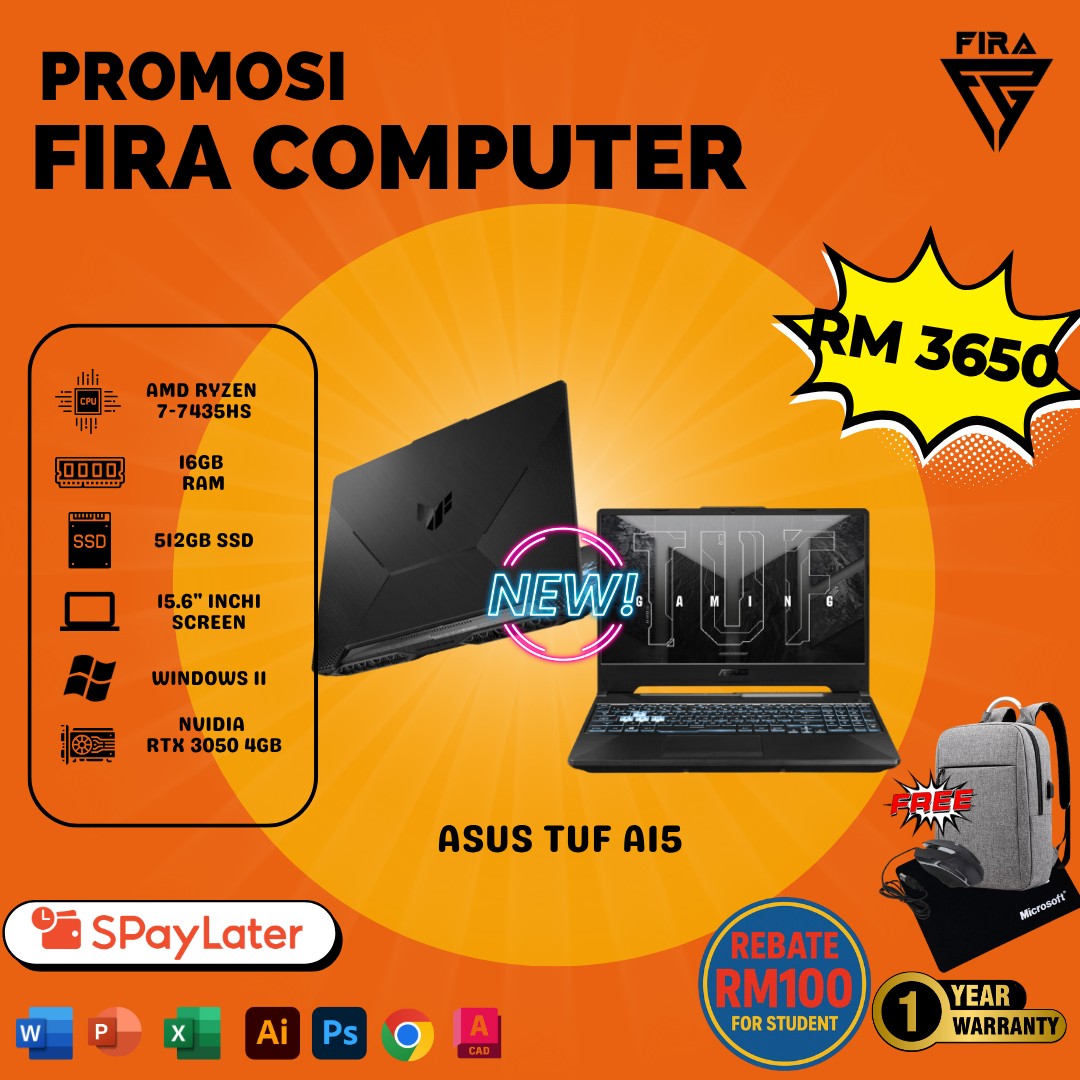 PROMOSI
FIRA COMPUTER
FIRA
RM 3650
CPU
AMD RYZEN
7-7435HS
16GB
RAM
SSD
512GB SSD
15.6" INCHI
SCREEN
WINDOWS 11
NVIDIA
RTX 3050 4GB
NEW!
TUF
GAMING
ASUS
ASUS TUF A15
FREE
Microsoft
SPayLater
REBATE
RM100
FOR STUDENT
1 YEAR
WARRANTY
W
P
X
Ai
Ps
A
CAD